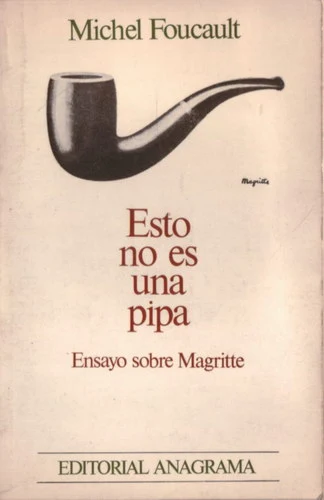 Michel Foucault
Magritte
Esto
no es
una
pipa
Ensayo sobre Magritte
EDITORIAL ANAGRAMA